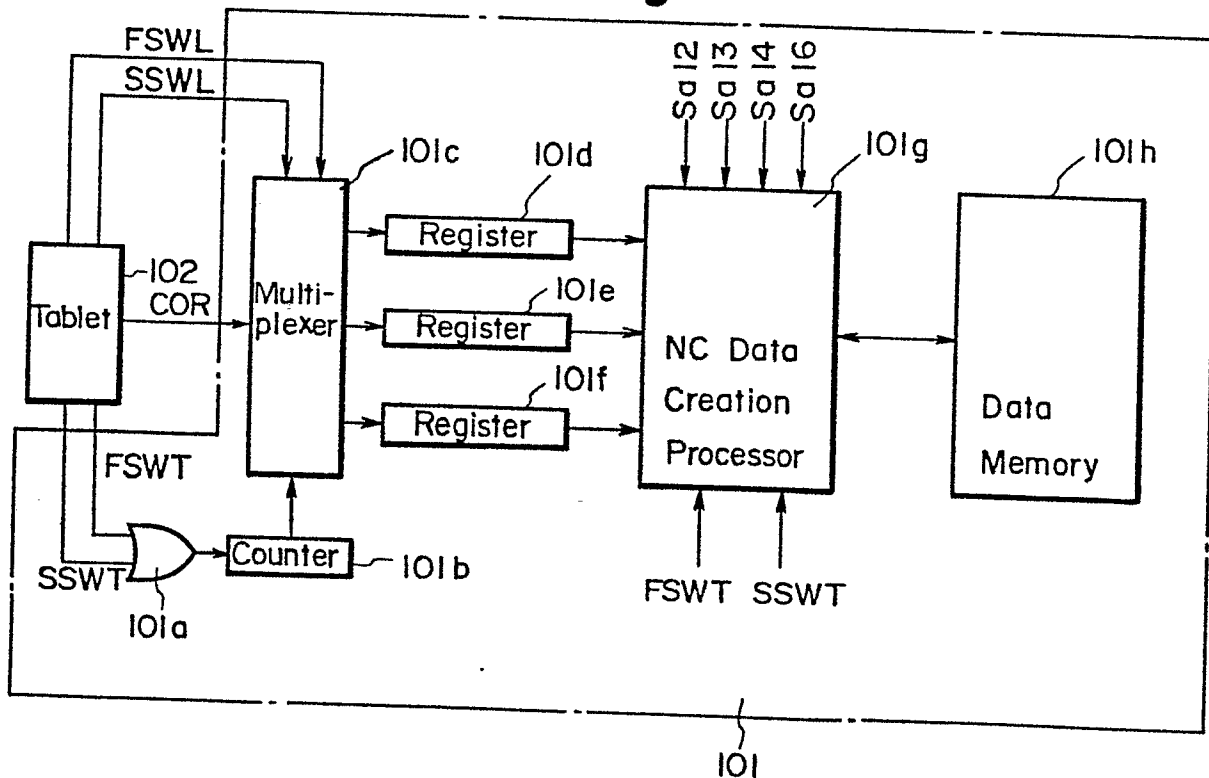 FSWL
SSWL
Sa12
Sa13
Sa14
Sa16
101c
101d
101g
101h
Register
102
COR
Tablet
Multi-
plexer
101e
Register
NC Data
Creation
Processor
Data
Memory
101f
Register
FSWT
SSWT
Counter
101b
101a
FSWT
SSWT
101